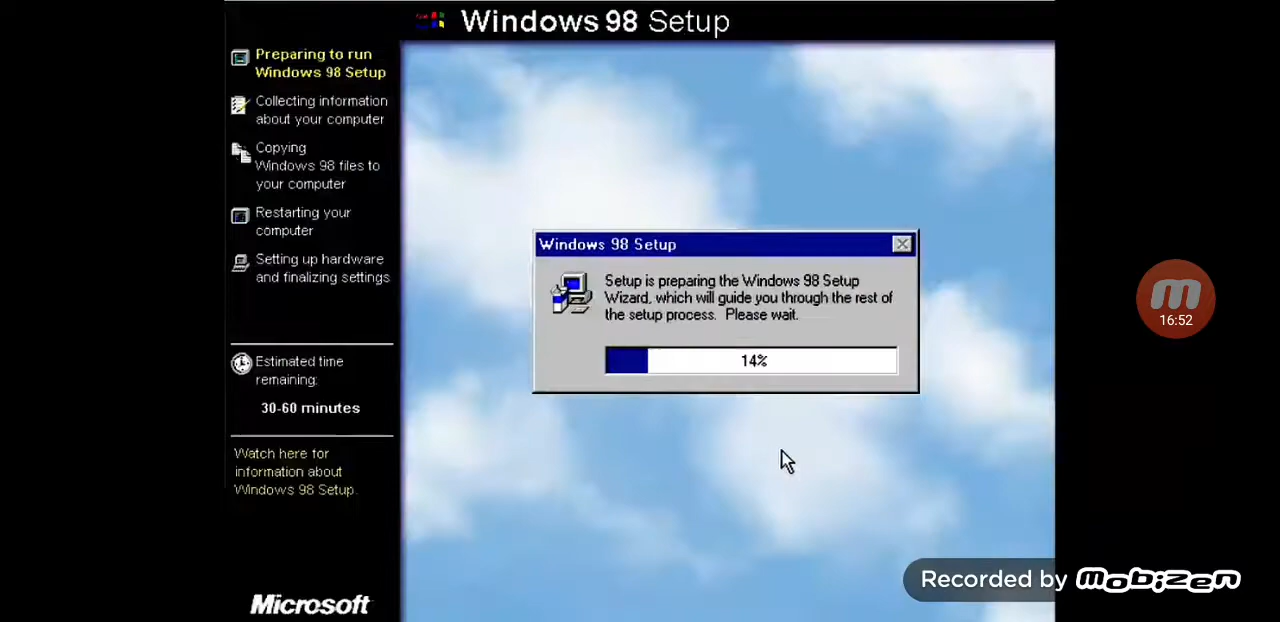 Windows 98 Setup
Preparing to run
Windows 98 Setup
Collecting information
about your computer
Copying
Windows 98 files to
your computer
Restarting your
computer
Setting up hardware
and finalizing settings
Estimated time
remaining:
30-60 minutes
Watch here for
information about
Windows 98 Setup.
Microsoft
Windows 98 Setup
Setup is preparing the Windows 98 Setup
Wizard, which will guide you through the rest of
the setup process. Please wait.
14%
16:52
Recorded by Mobizen